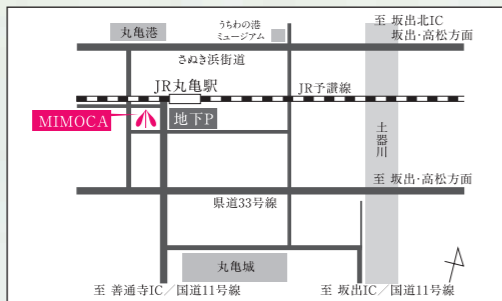 丸亀港
うちわの港
ミュージアム
至 坂出北IC
坂出・高松方面
さぬき浜街道
JR丸亀駅
JR予讃線
MIMOCA
地下P
土器川
至 坂出・高松方面
県道33号線
丸亀城
至 善通寺IC／国道11号線
至 坂出IC／国道11号線